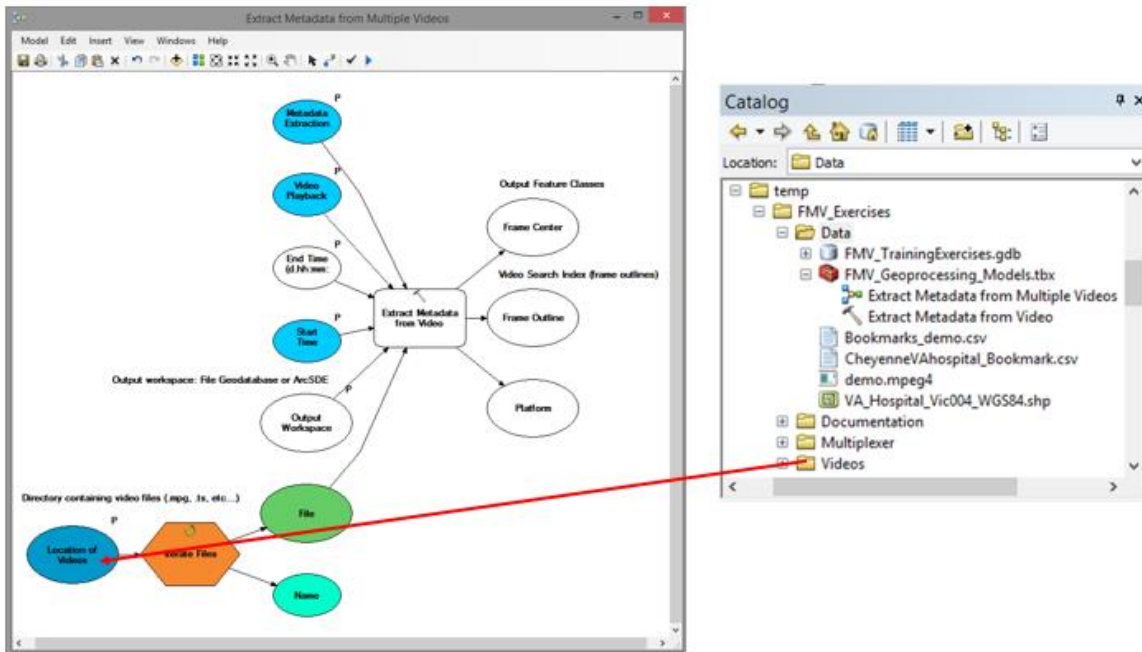 Extract Metadata from Multiple Videos
Model Edit Insert View Windows Help
P
Metadata
Extraction
P
Video
Playback
P
End Time
(d.hh:mm:
P
Start
Time
Output workspace: File Geodatabase or ArcSDE
P
Output
Workspace
Extract Metadata
from Video
Output Feature Classes
Frame Center
Video Search Index (frame outlines)
Frame Outline
Platform
Directory containing video files (.mpg, .ts, etc...)
P
Location of
Videos
Iterate Files
File
Name
Catalog
Location: Data
temp
FMV_Exercises
Data
FMV_TrainingExercises.gdb
FMV_Geoprocessing_Models.tbx
Extract Metadata from Multiple Videos
Extract Metadata from Video
Bookmarks_demo.csv
CheyenneVAhospital_Bookmark.csv
demo.mpeg4
VA_Hospital_Vic004_WGS84.shp
Documentation
Multiplexer
Videos